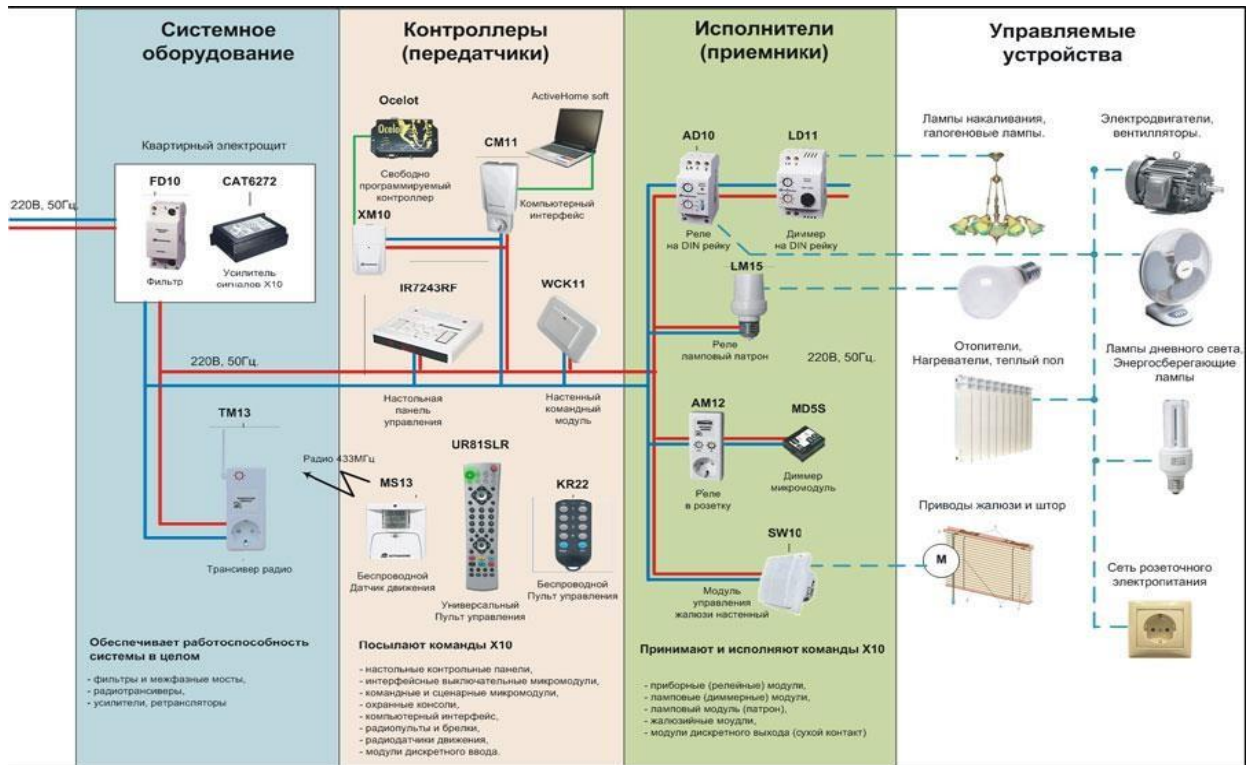 Системное
оборудование
Контроллеры
(передатчики)
Исполнители
(приемники)
Управляемые
устройства
Квартирный электрощит
FD10
CAT6272
Фильтр
Усилитель
сигналов X10
220В, 50Гц.
220В, 50Гц.
TM13
Трансивер радио
Радио 433МГц
Обеспечивает работоспособность
системы в целом
- фильтры и межфазные мосты,
- радиотрансиверы,
- усилители, ретрансляторы
Ocelot
Ocelot
Свободно
программируемый
контроллер
ActiveHome soft
CM11
Компьютерный
интерфейс
XM10
IR7243RF
WCK11
Настольная
панель
управления
Настенный
командный
модуль
UR81SLR
MS13
KR22
Беспроводной
Датчик движения
Универсальный
Пульт управления
Беспроводной
Пульт управления
Посылают команды X10
- настольные контрольные панели,
- интерфейсные выключательные микромодули,
- командные и сценарные микромодули,
- охранные консоли,
- компьютерный интерфейс,
- радиопульты и брелки,
- радиодатчики движения,
- модули дискретного ввода.
AD10
LD11
Реле
на DIN рейку
Диммер
на DIN рейку
LM15
Реле
ламповый патрон
220В, 50Гц.
AM12
MD5S
Реле
в розетку
Диммер
микромодуль
SW10
Модуль
управления
жалюзи настенный
Принимают и исполняют команды X10
- приборные (релейные) модули,
- ламповые (диммерные) модули,
- ламповый модуль (патрон),
- жалюзийные моудли,
- модули дискретного выхода (сухой контакт)
Лампы накаливания,
галогеновые лампы.
Электродвигатели,
вентилляторы.
Отопители,
Нагреватели, теплый пол
Лампы дневного света,
Энергосберегающие
лампы
Приводы жалюзи и штор
M
Сеть розеточного
электропитания